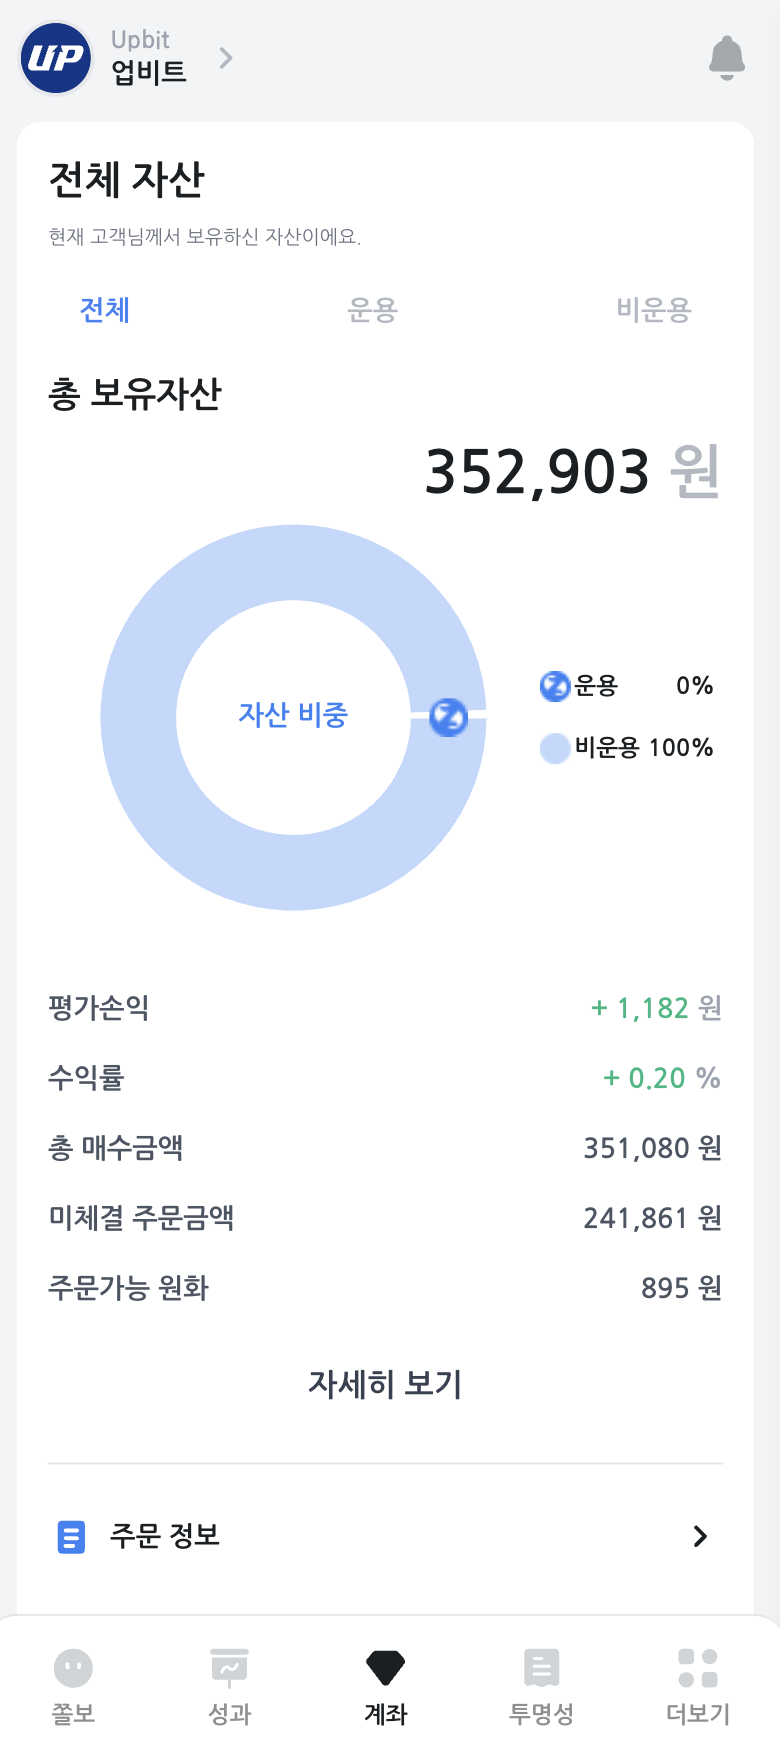 UP
Upbit
업비트
전체 자산
현재 고객님께서 보유하신 자산이에요.
전체 운용 비운용
총 보유자산
352,903 원
자산 비중
운용 0%
비운용 100%
평가손익 + 1,182 원
수익률 + 0.20 %
총 매수금액 351,080 원
미체결 주문금액 241,861 원
주문가능 원화 895 원
자세히 보기
주문 정보
쫄보 성과 계좌 투명성 더보기